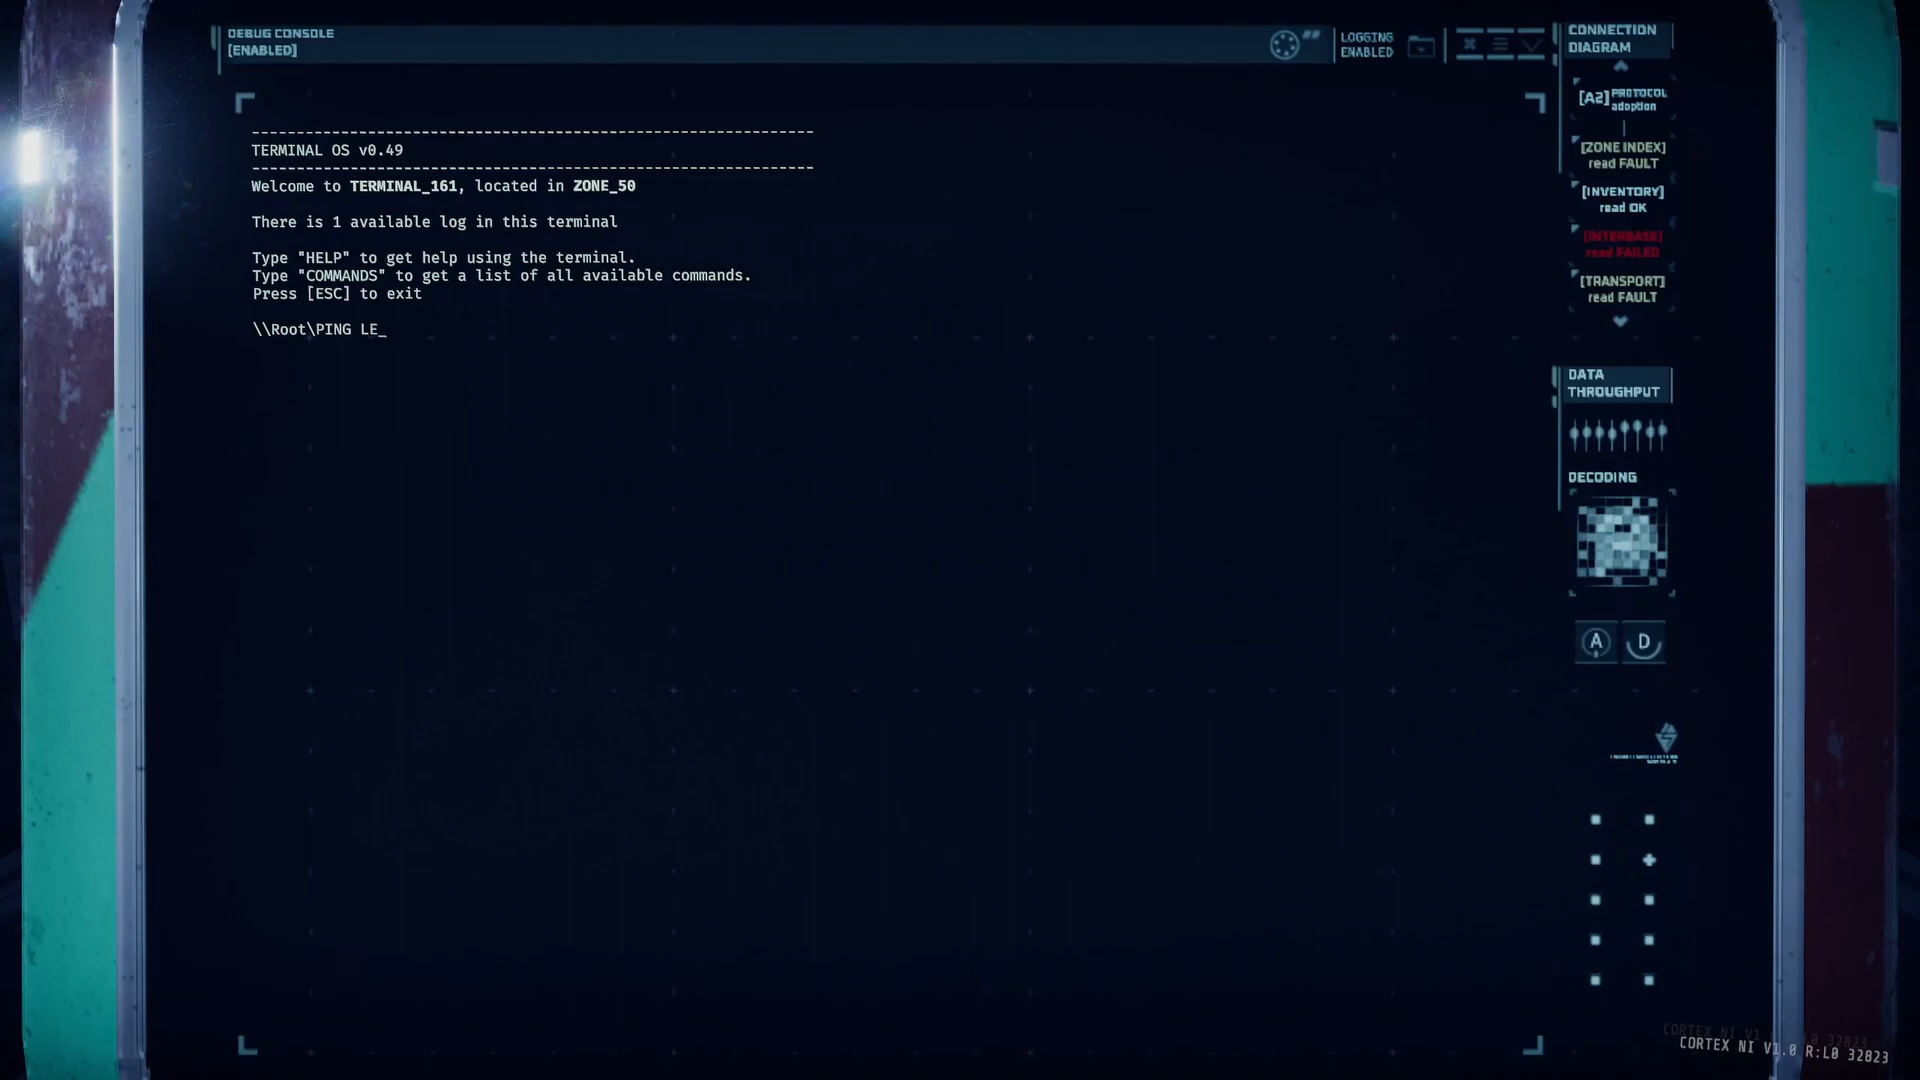 DEBUG CONSOLE
[ENABLED]
LOGGING
ENABLED
------------------------------------------------------------
TERMINAL OS v0.49
------------------------------------------------------------
Welcome to TERMINAL_161, located in ZONE_50
There is 1 available log in this terminal
Type "HELP" to get help using the terminal.
Type "COMMANDS" to get a list of all available commands.
Press [ESC] to exit
\\Root\PING LE_
CONNECTION
DIAGRAM
[A2] PROTOCOL
adoption
[ZONE INDEX]
read FAULT
[INVENTORY]
read OK
[INTERBASE]
read FAILED
[TRANSPORT]
read FAULT
DATA
THROUGHPUT
DECODING
A D
CORTEX NI V1.0 R:L0 32823